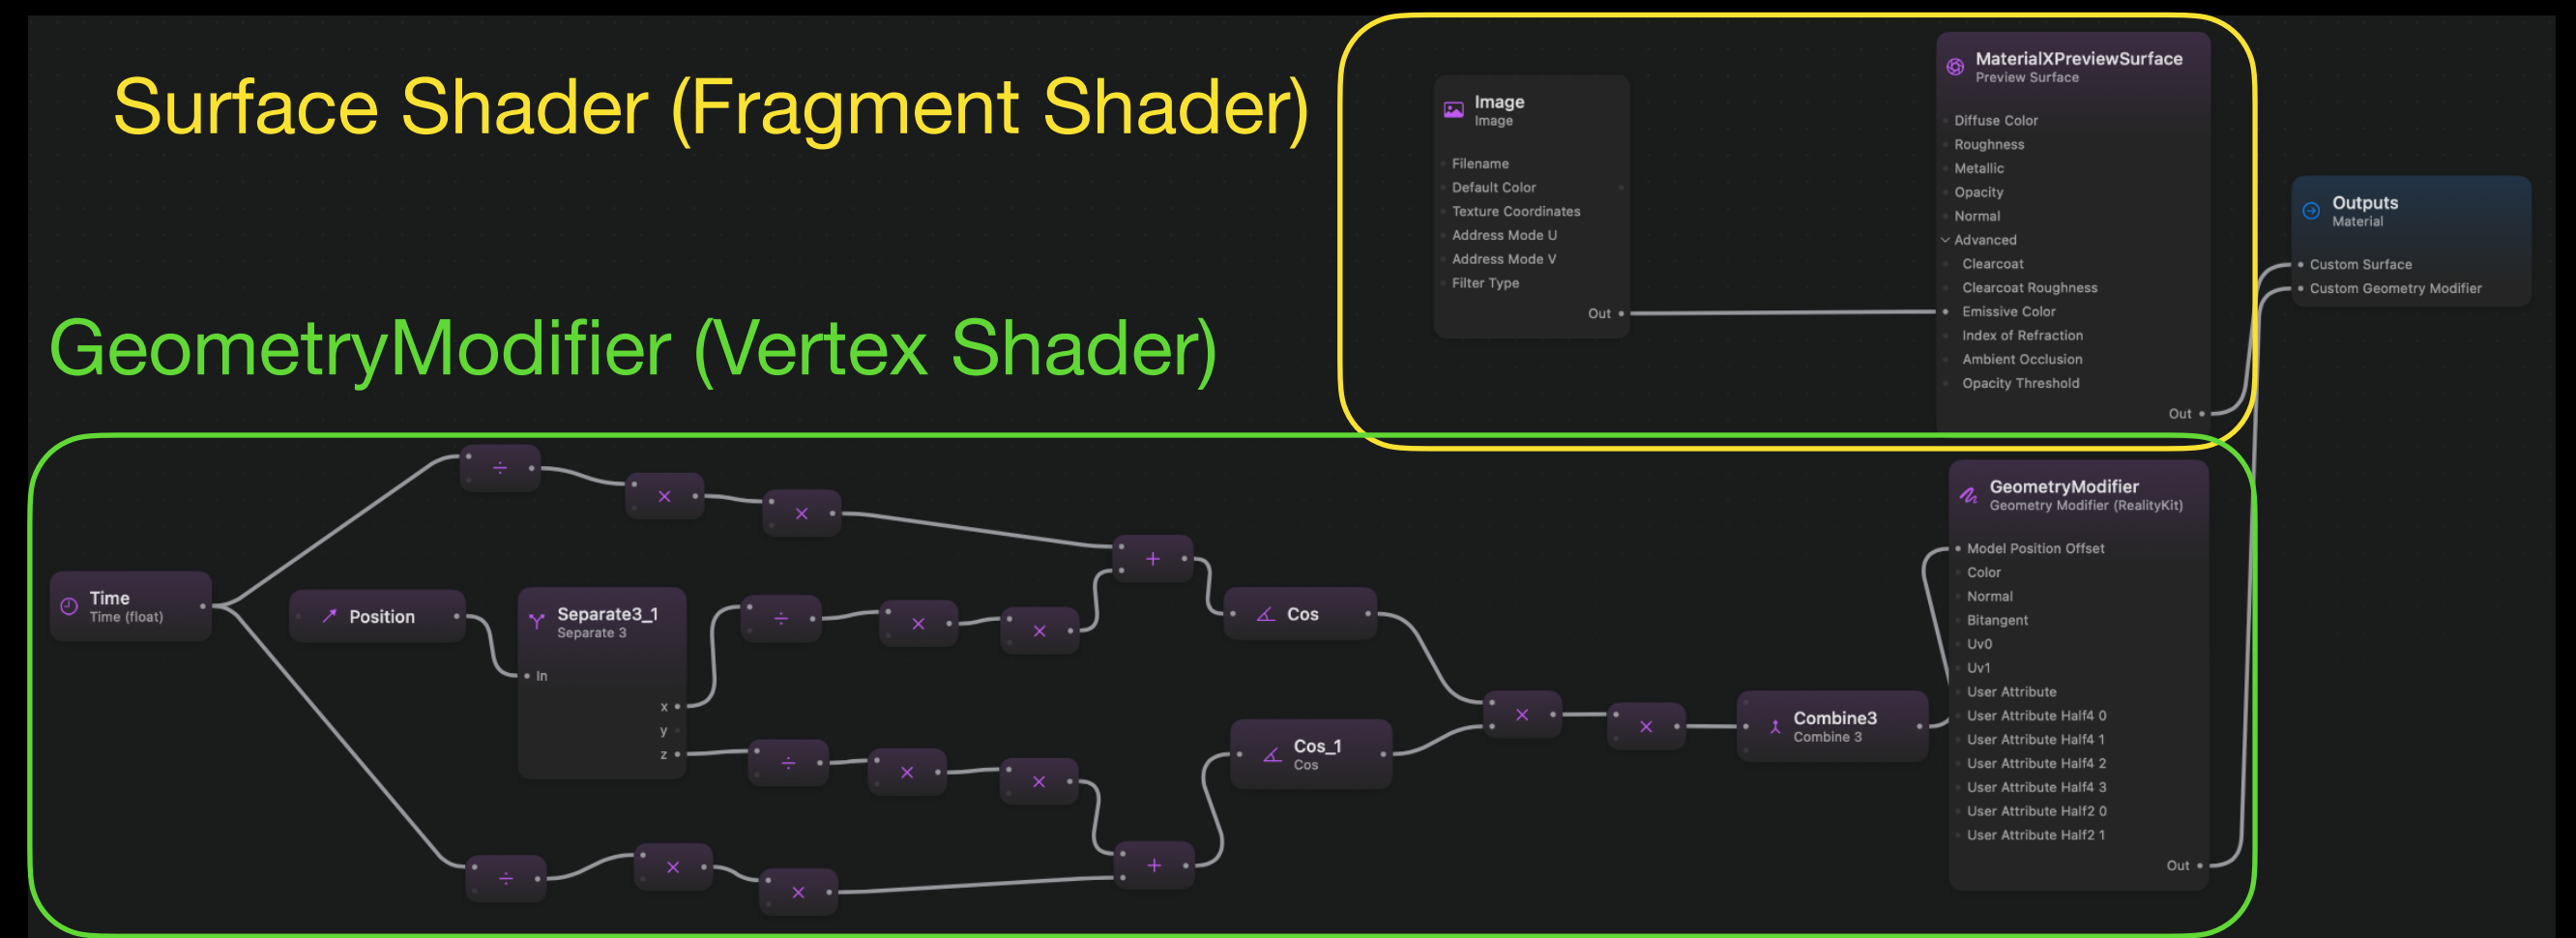 Surface Shader (Fragment Shader)
GeometryModifier (Vertex Shader)
Image
Image
Filename
Default Color
Texture Coordinates
Address Mode U
Address Mode V
Filter Type
Out
MaterialXPreviewSurface
Preview Surface
Diffuse Color
Roughness
Metallic
Opacity
Normal
Advanced
Clearcoat
Clearcoat Roughness
Emissive Color
Index of Refraction
Ambient Occlusion
Opacity Threshold
Out
Outputs
Material
Custom Surface
Custom Geometry Modifier
Time
Time (float)
Position
Separate3_1
Separate 3
In
x
y
z
÷
×
×
÷
×
×
÷
×
×
÷
×
×
+
+
Cos
Cos_1
Cos
×
×
Combine3
Combine 3
GeometryModifier
Geometry Modifier (RealityKit)
Model Position Offset
Color
Normal
Bitangent
Uv0
Uv1
User Attribute
User Attribute Half4 0
User Attribute Half4 1
User Attribute Half4 2
User Attribute Half4 3
User Attribute Half2 0
User Attribute Half2 1
Out